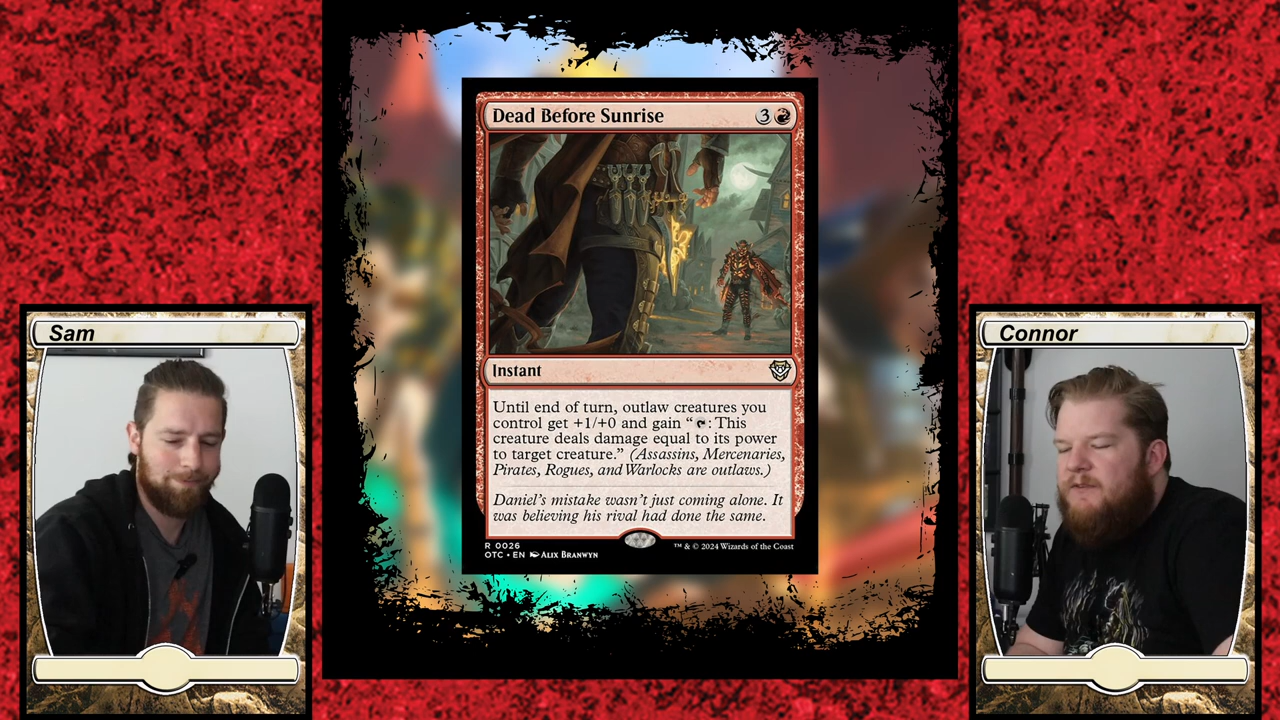 Dead Before Sunrise 3
Instant
Until end of turn, outlaw creatures you
control get +1/+0 and gain “ : This
creature deals damage equal to its power
to target creature.” (Assassins, Mercenaries,
Pirates, Rogues, and Warlocks are outlaws.)
Daniel’s mistake wasn’t just coming alone. It
was believing his rival had done the same.
R 0026
OTC • EN ALIX BRANWYN
™ & © 2024 Wizards of the Coast
Sam
Connor